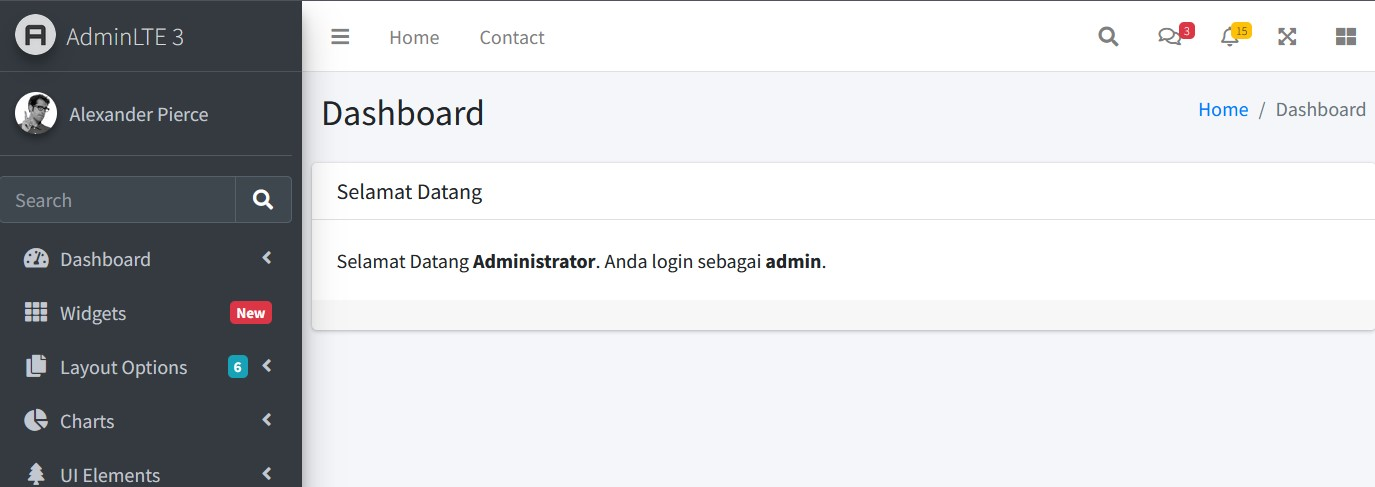 AdminLTE 3
Home
Contact
3
15
Alexander Pierce
Dashboard
Home / Dashboard
Search
Selamat Datang
Selamat Datang Administrator. Anda login sebagai admin.
Dashboard
Widgets
New
Layout Options
6
Charts
UI Elements